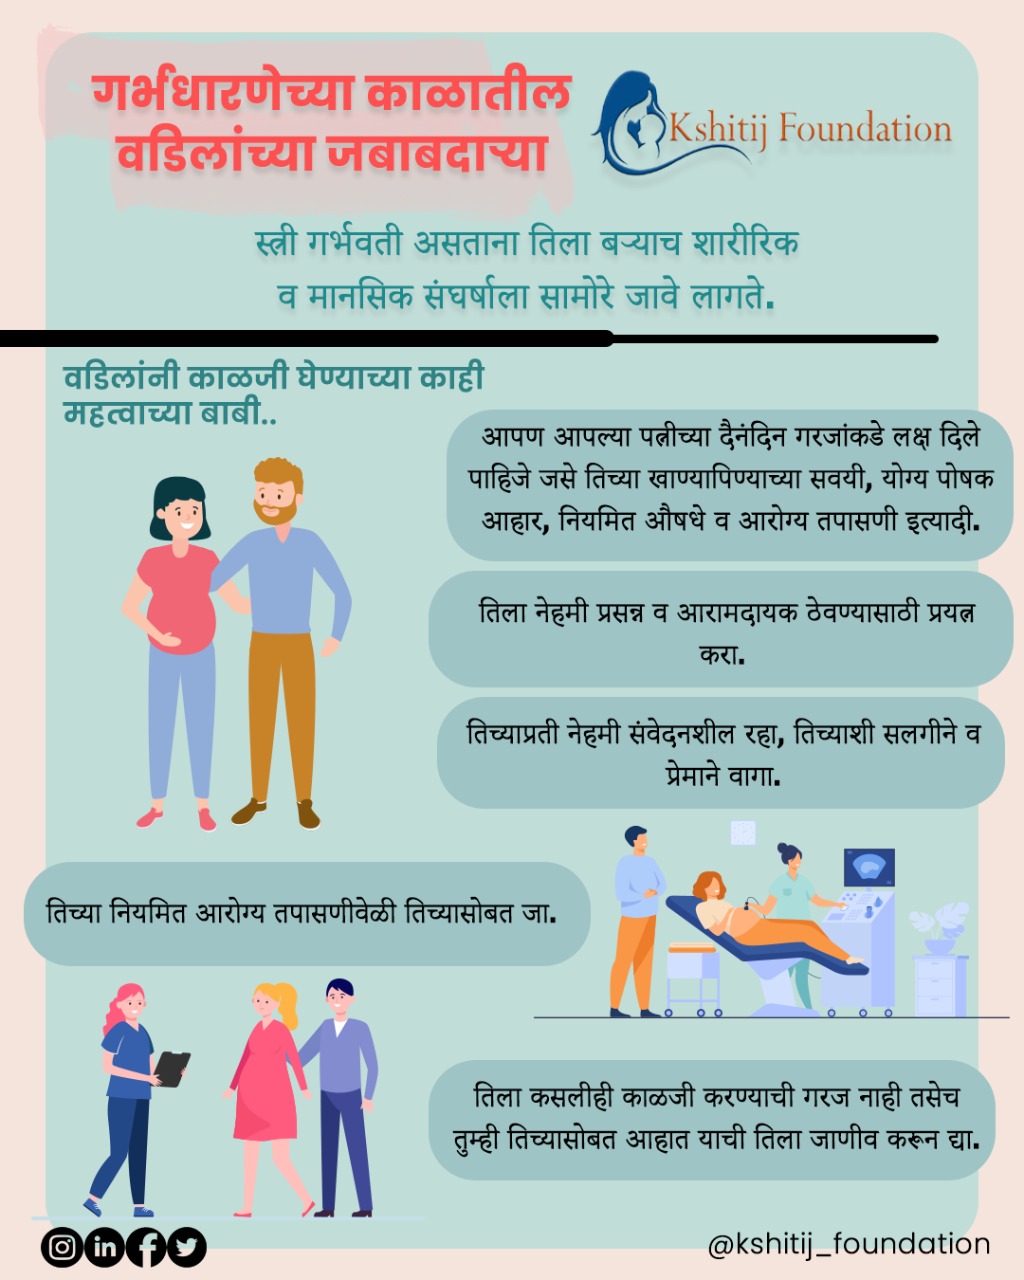 गर्भधारणेच्या काळातील
वडिलांच्या जबाबदाऱ्या
Kshitij Foundation
स्त्री गर्भवती असताना तिला बऱ्याच शारीरिक
व मानसिक संघर्षाला सामोरे जावे लागते.
वडिलांनी काळजी घेण्याच्या काही
महत्वाच्या बाबी..
आपण आपल्या पत्नीच्या दैनंदिन गरजांकडे लक्ष दिले
पाहिजे जसे तिच्या खाण्यापिण्याच्या सवयी, योग्य पोषक
आहार, नियमित औषधे व आरोग्य तपासणी इत्यादी.
तिला नेहमी प्रसन्न व आरामदायक ठेवण्यासाठी प्रयत्न
करा.
तिच्याप्रती नेहमी संवेदनशील रहा, तिच्याशी सलगीने व
प्रेमाने वागा.
तिच्या नियमित आरोग्य तपासणीवेळी तिच्यासोबत जा.
तिला कसलीही काळजी करण्याची गरज नाही तसेच
तुम्ही तिच्यासोबत आहात याची तिला जाणीव करून द्या.
@kshitij_foundation